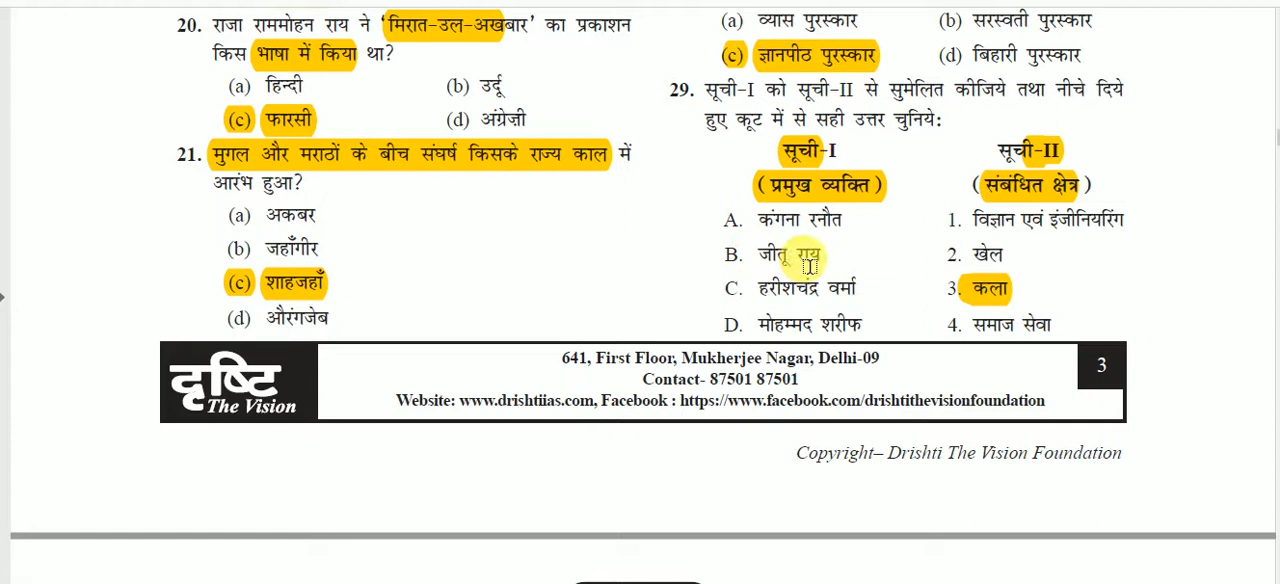 20. राजा राममोहन राय ने ‘मिरात-उल-अखबार’ का प्रकाशन
किस भाषा में किया था?
(a) हिन्दी (b) उर्दू
(c) फारसी (d) अंग्रेज़ी
21. मुगल और मराठों के बीच संघर्ष किसके राज्य काल में
आरंभ हुआ?
(a) अकबर
(b) जहाँगीर
(c) शाहजहाँ
(d) औरंगजेब
(a) व्यास पुरस्कार (b) सरस्वती पुरस्कार
(c) ज्ञानपीठ पुरस्कार (d) बिहारी पुरस्कार
29. सूची-I को सूची-II से सुमेलित कीजिये तथा नीचे दिये
हुए कूट में से सही उत्तर चुनिये:
सूची-I सूची-II
(प्रमुख व्यक्ति) (संबंधित क्षेत्र)
A. कंगना रनौत 1. विज्ञान एवं इंजीनियरिंग
B. जीतू राय 2. खेल
C. हरीशचंद्र वर्मा 3. कला
D. मोहम्मद शरीफ 4. समाज सेवा
दृष्टि
The Vision
641, First Floor, Mukherjee Nagar, Delhi-09
Contact- 87501 87501
Website: www.drishtiias.com, Facebook : https://www.facebook.com/drishtithevisionfoundation
3
Copyright– Drishti The Vision Foundation